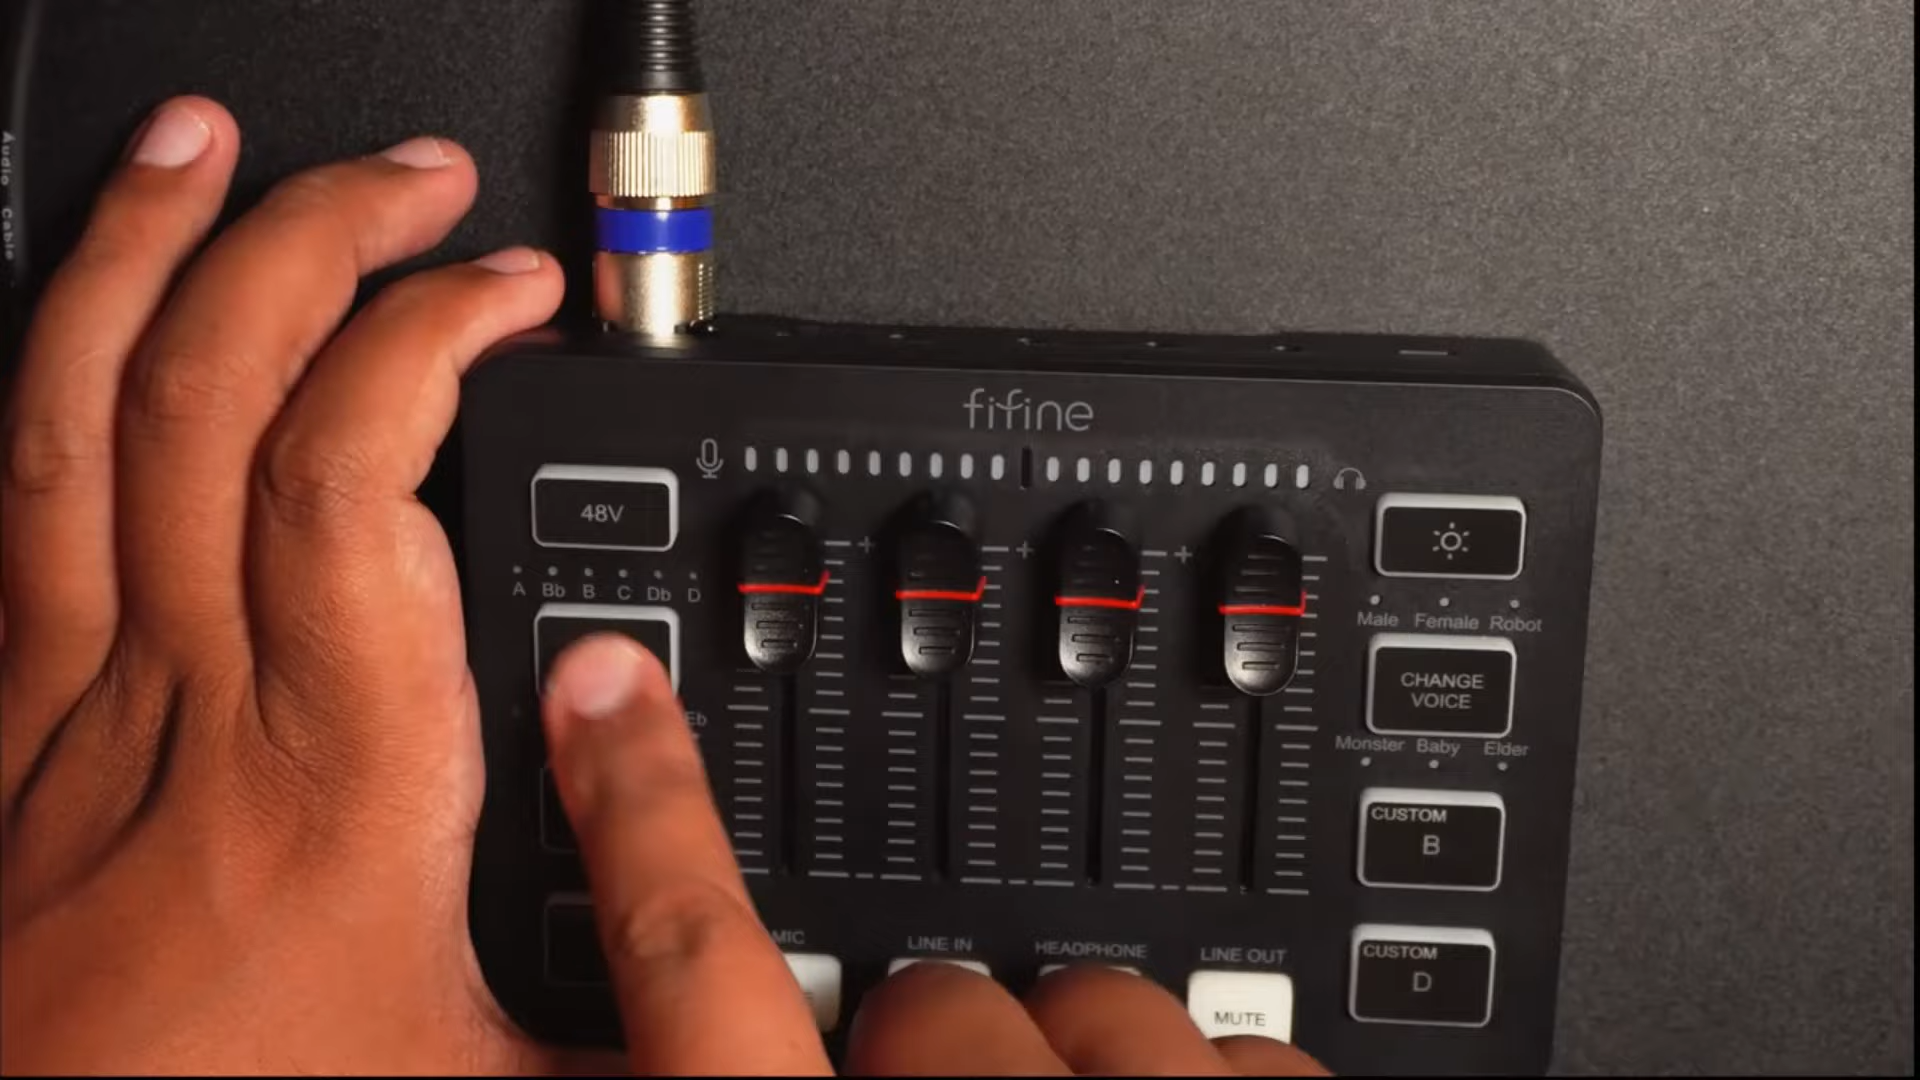 Audio Cable
fifine
48V
A Bb B C Db D
Eb
Male Female Robot
CHANGE
VOICE
Monster Baby Elder
CUSTOM
B
CUSTOM
D
MIC
LINE IN
HEADPHONE
LINE OUT
MUTE